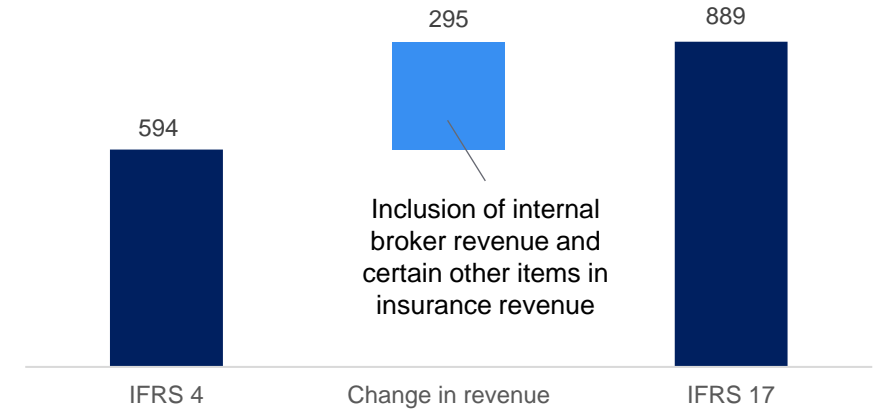 295
889
594
Inclusion of internal
broker revenue and
certain other items in
insurance revenue
IFRS 4
Change in revenue
IFRS 17